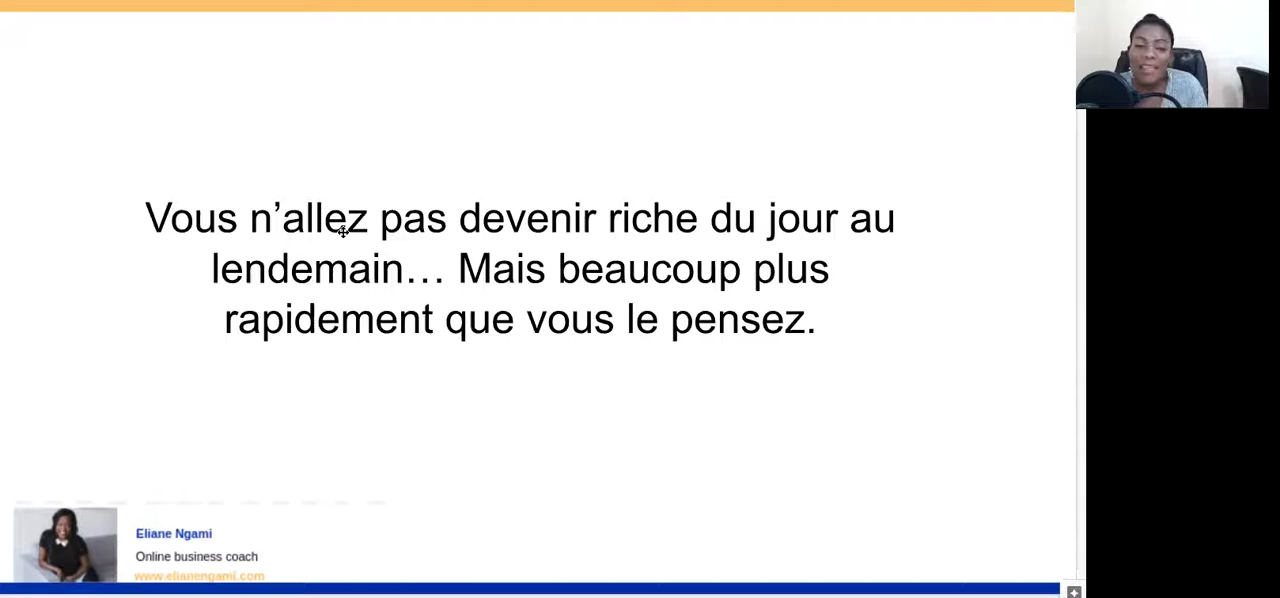 Vous n’allez pas devenir riche du jour au
lendemain… Mais beaucoup plus
rapidement que vous le pensez.
Eliane Ngami
Online business coach
www.elianengami.com